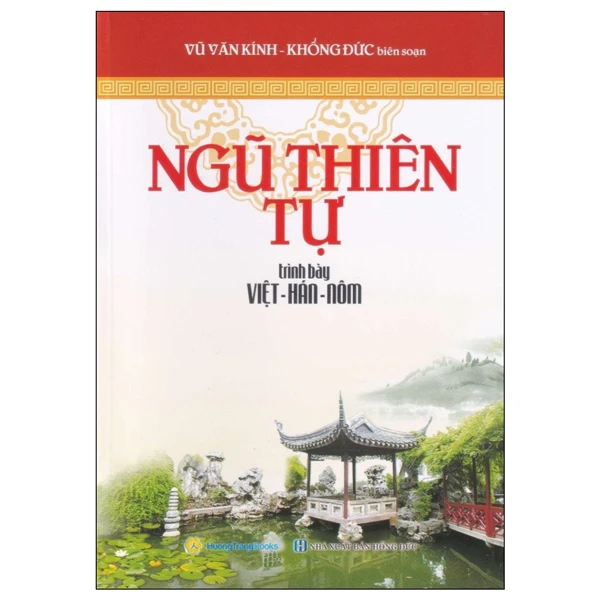 VŨ VĂN KÍNH - KHỔNG ĐỨC biên soạn
NGŨ THIÊN
TỰ
trình bày
VIỆT - HÁN - NÔM
HuongTrangBooks
NHÀ XUẤT BẢN HỒNG ĐỨC